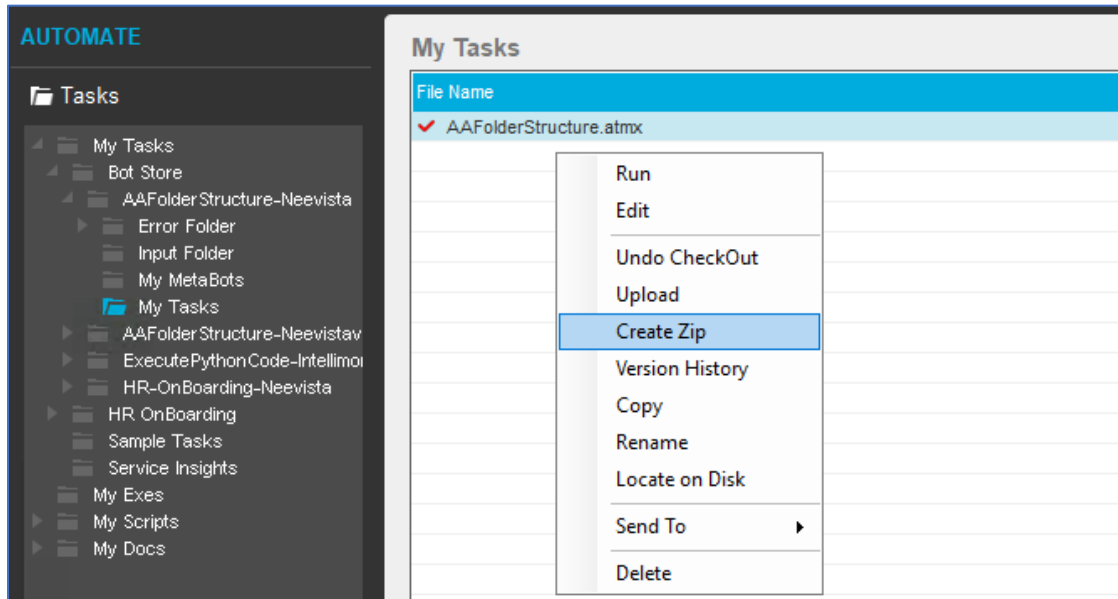 AUTOMATE
Tasks
My Tasks
Bot Store
AAFolderStructure-Neevista
Error Folder
Input Folder
My MetaBots
My Tasks
AAFolderStructure-Neevistav
ExecutePythonCode-Intellimo
HR-OnBoarding-Neevista
HR OnBoarding
Sample Tasks
Service Insights
My Exes
My Scripts
My Docs
My Tasks
File Name
AAFolderStructure.atmx
Run
Edit
Undo CheckOut
Upload
Create Zip
Version History
Copy
Rename
Locate on Disk
Send To
Delete